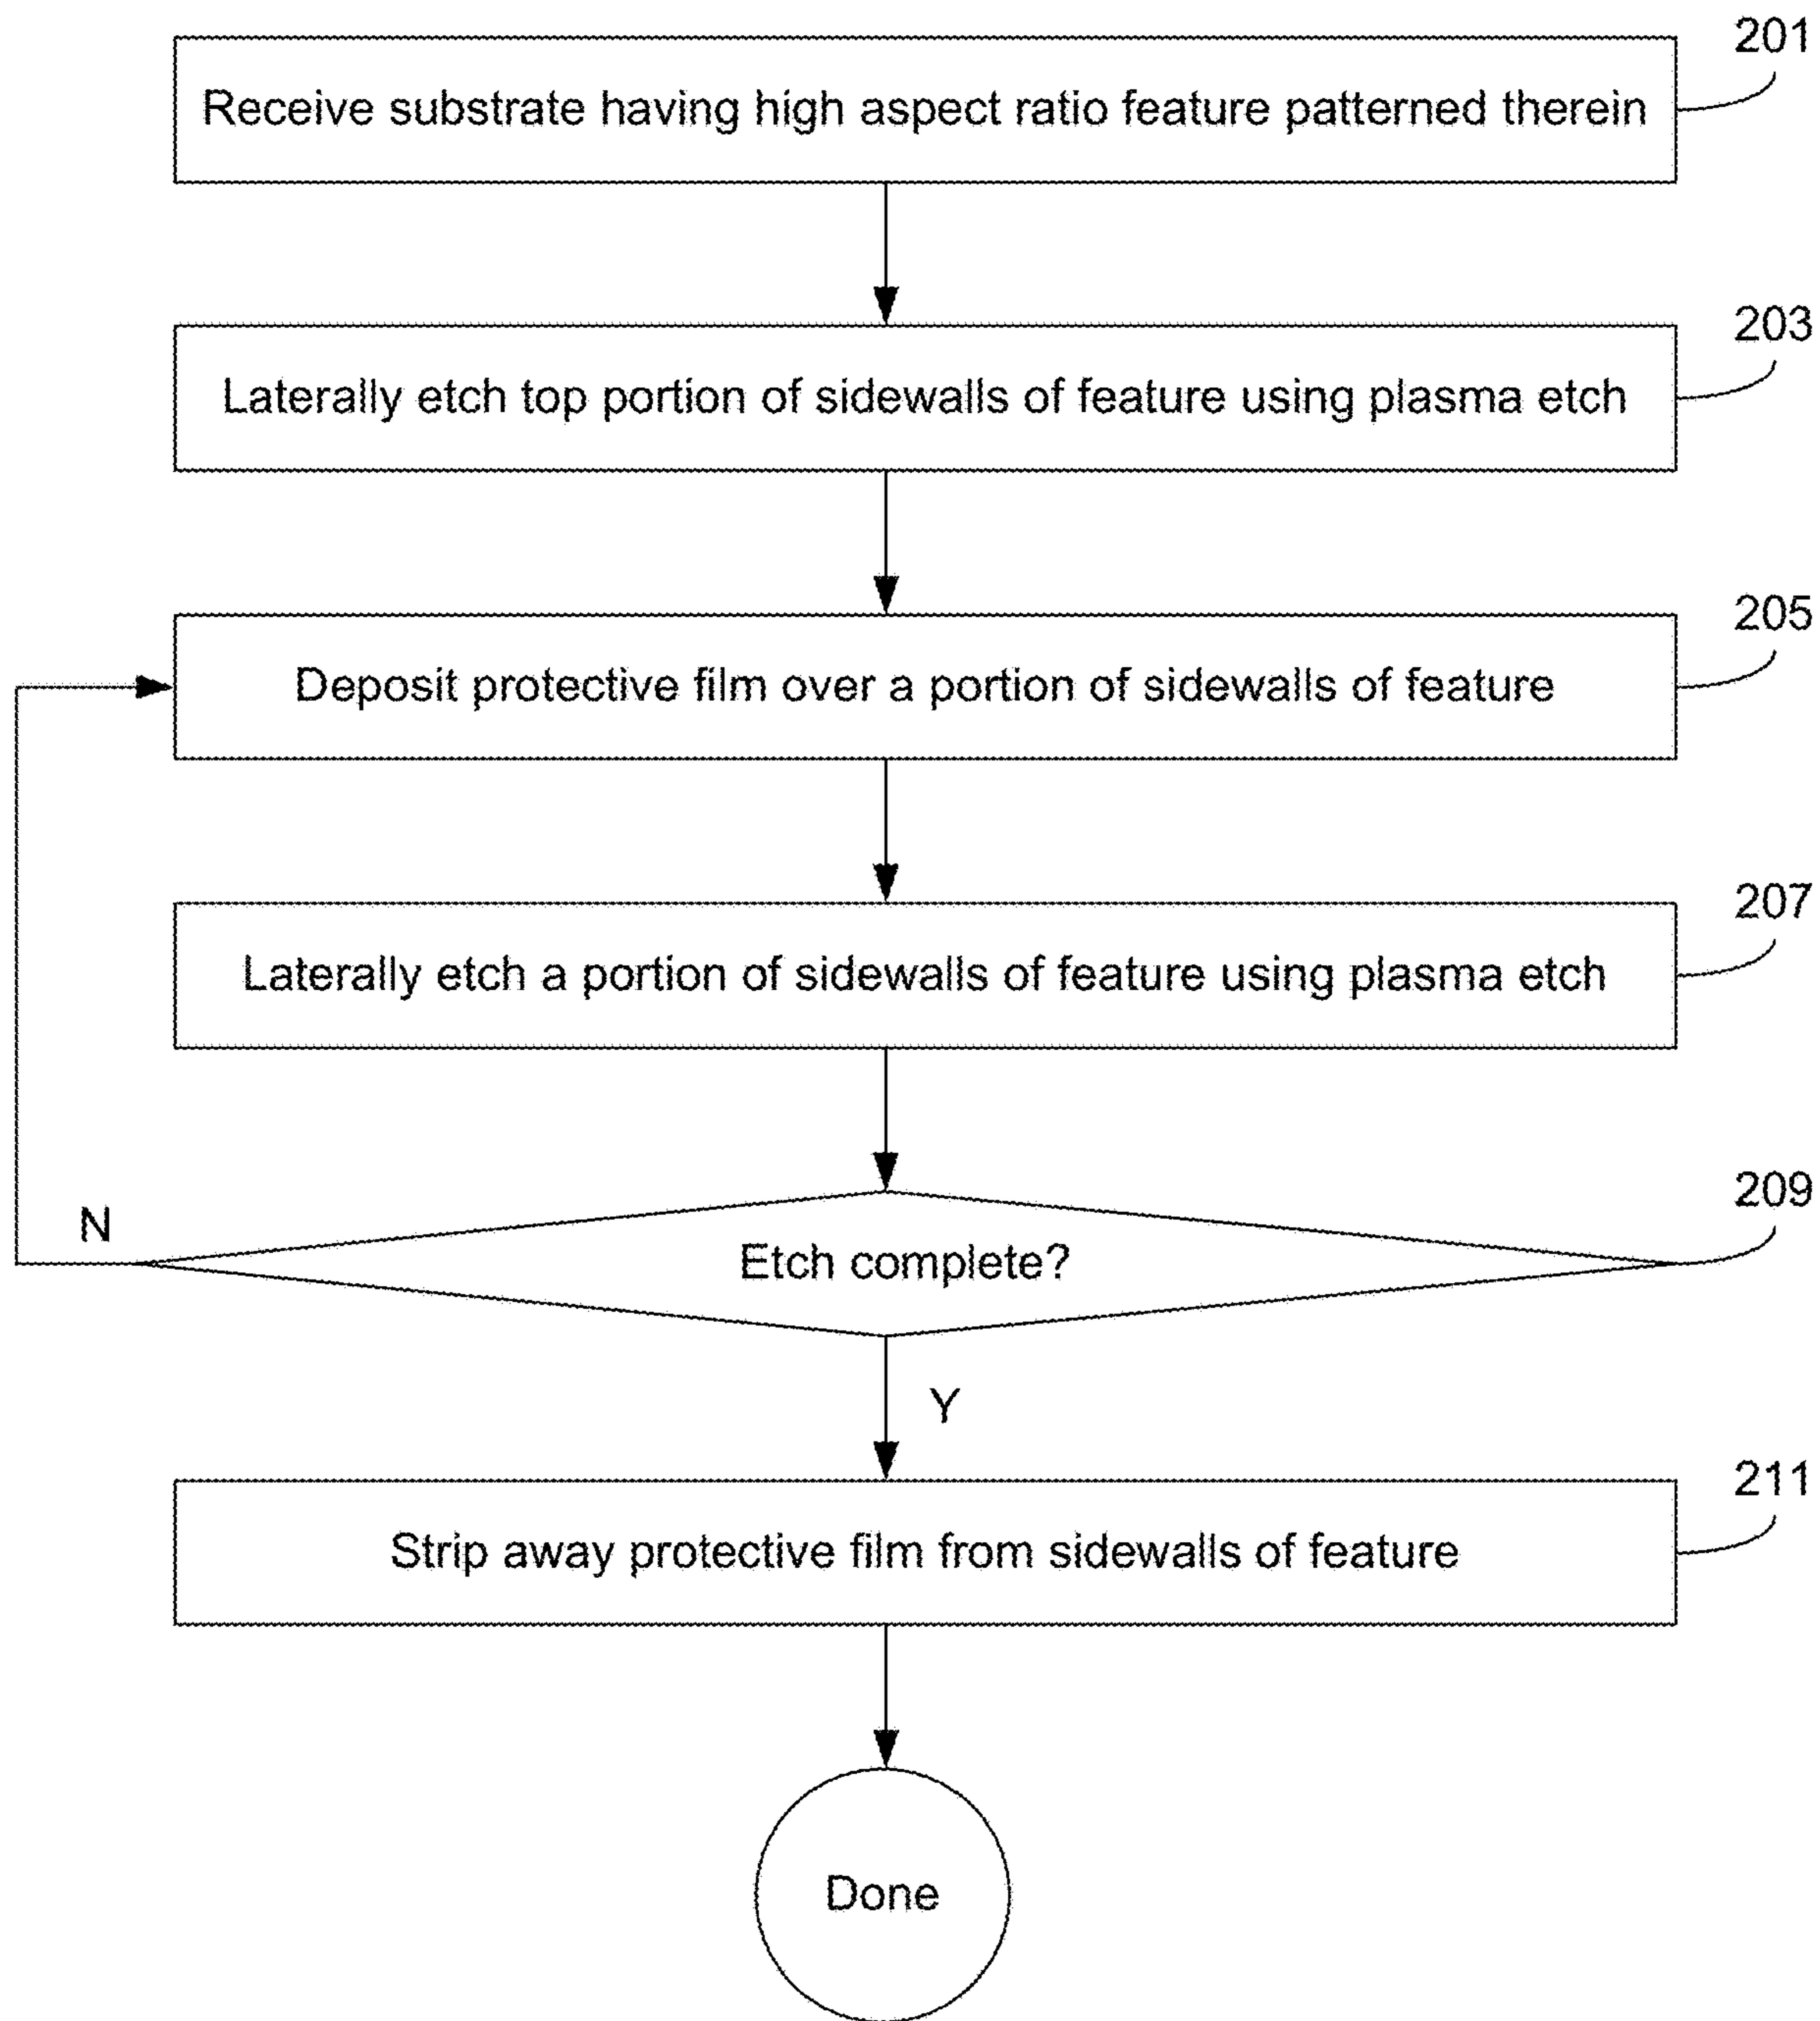 201
Receive substrate having high aspect ratio feature patterned therein
203
Laterally etch top portion of sidewalls of feature using plasma etch
205
Deposit protective film over a portion of sidewalls of feature
207
Laterally etch a portion of sidewalls of feature using plasma etch
209
N
Etch complete?
Y
211
Strip away protective film from sidewalls of feature
Done